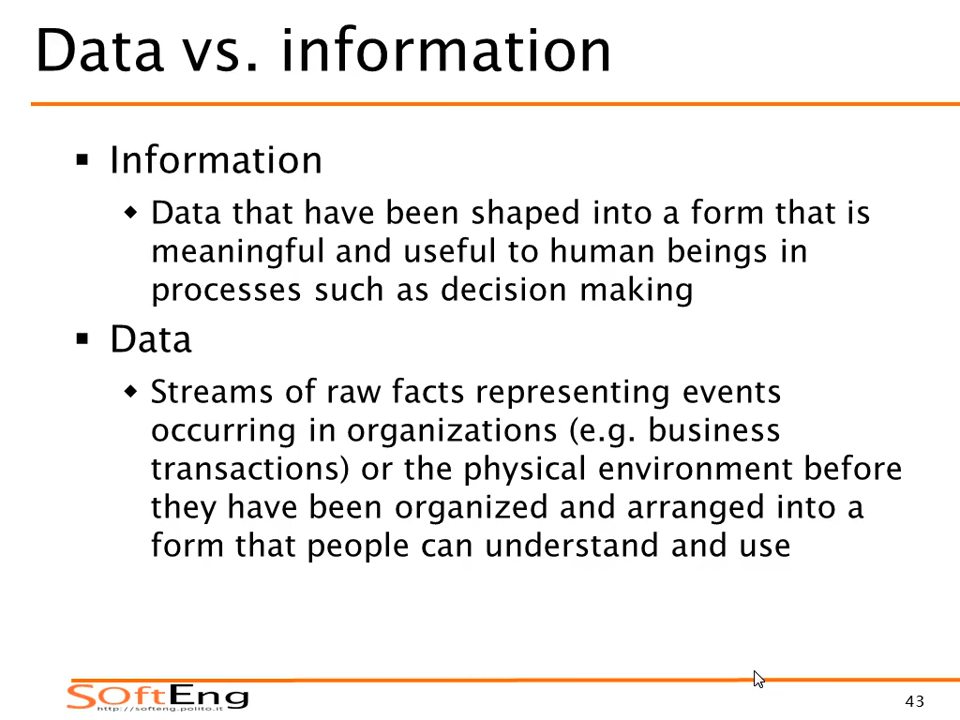 Data vs. information
▪ Information
◆ Data that have been shaped into a form that is
meaningful and useful to human beings in
processes such as decision making
▪ Data
◆ Streams of raw facts representing events
occurring in organizations (e.g. business
transactions) or the physical environment before
they have been organized and arranged into a
form that people can understand and use
SoftEng
http://softeng.polito.it
43